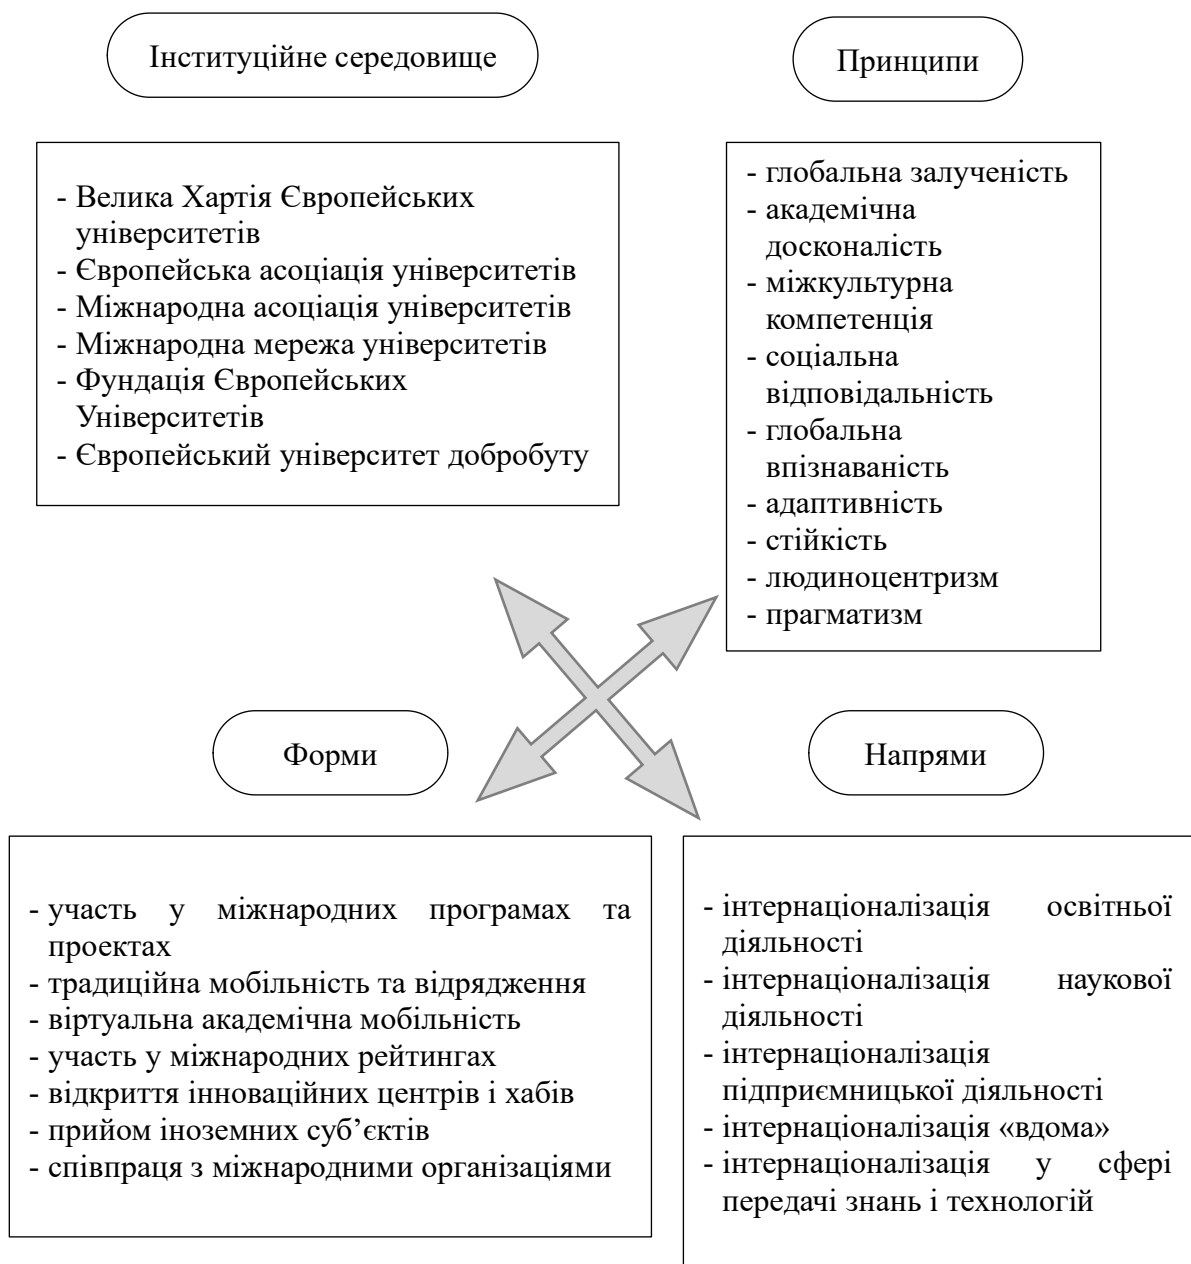 Інституційне середовище
- Велика Хартія Європейських
університетів
- Європейська асоціація університетів
- Міжнародна асоціація університетів
- Міжнародна мережа університетів
- Фундація Європейських
Університетів
- Європейський університет добробуту
Принципи
- глобальна залученість
- академічна
досконалість
- міжкультурна
компетенція
- соціальна
відповідальність
- глобальна
впізнаваність
- адаптивність
- стійкість
- людиноцентризм
- прагматизм
Форми
- участь у міжнародних програмах та
проектах
- традиційна мобільність та відрядження
- віртуальна академічна мобільність
- участь у міжнародних рейтингах
- відкриття інноваційних центрів і хабів
- прийом іноземних суб’єктів
- співпраця з міжнародними організаціями
Напрями
- інтернаціоналізація освітньої
діяльності
- інтернаціоналізація наукової
діяльності
- інтернаціоналізація
підприємницької діяльності
- інтернаціоналізація «вдома»
- інтернаціоналізація у сфері
передачі знань і технологій